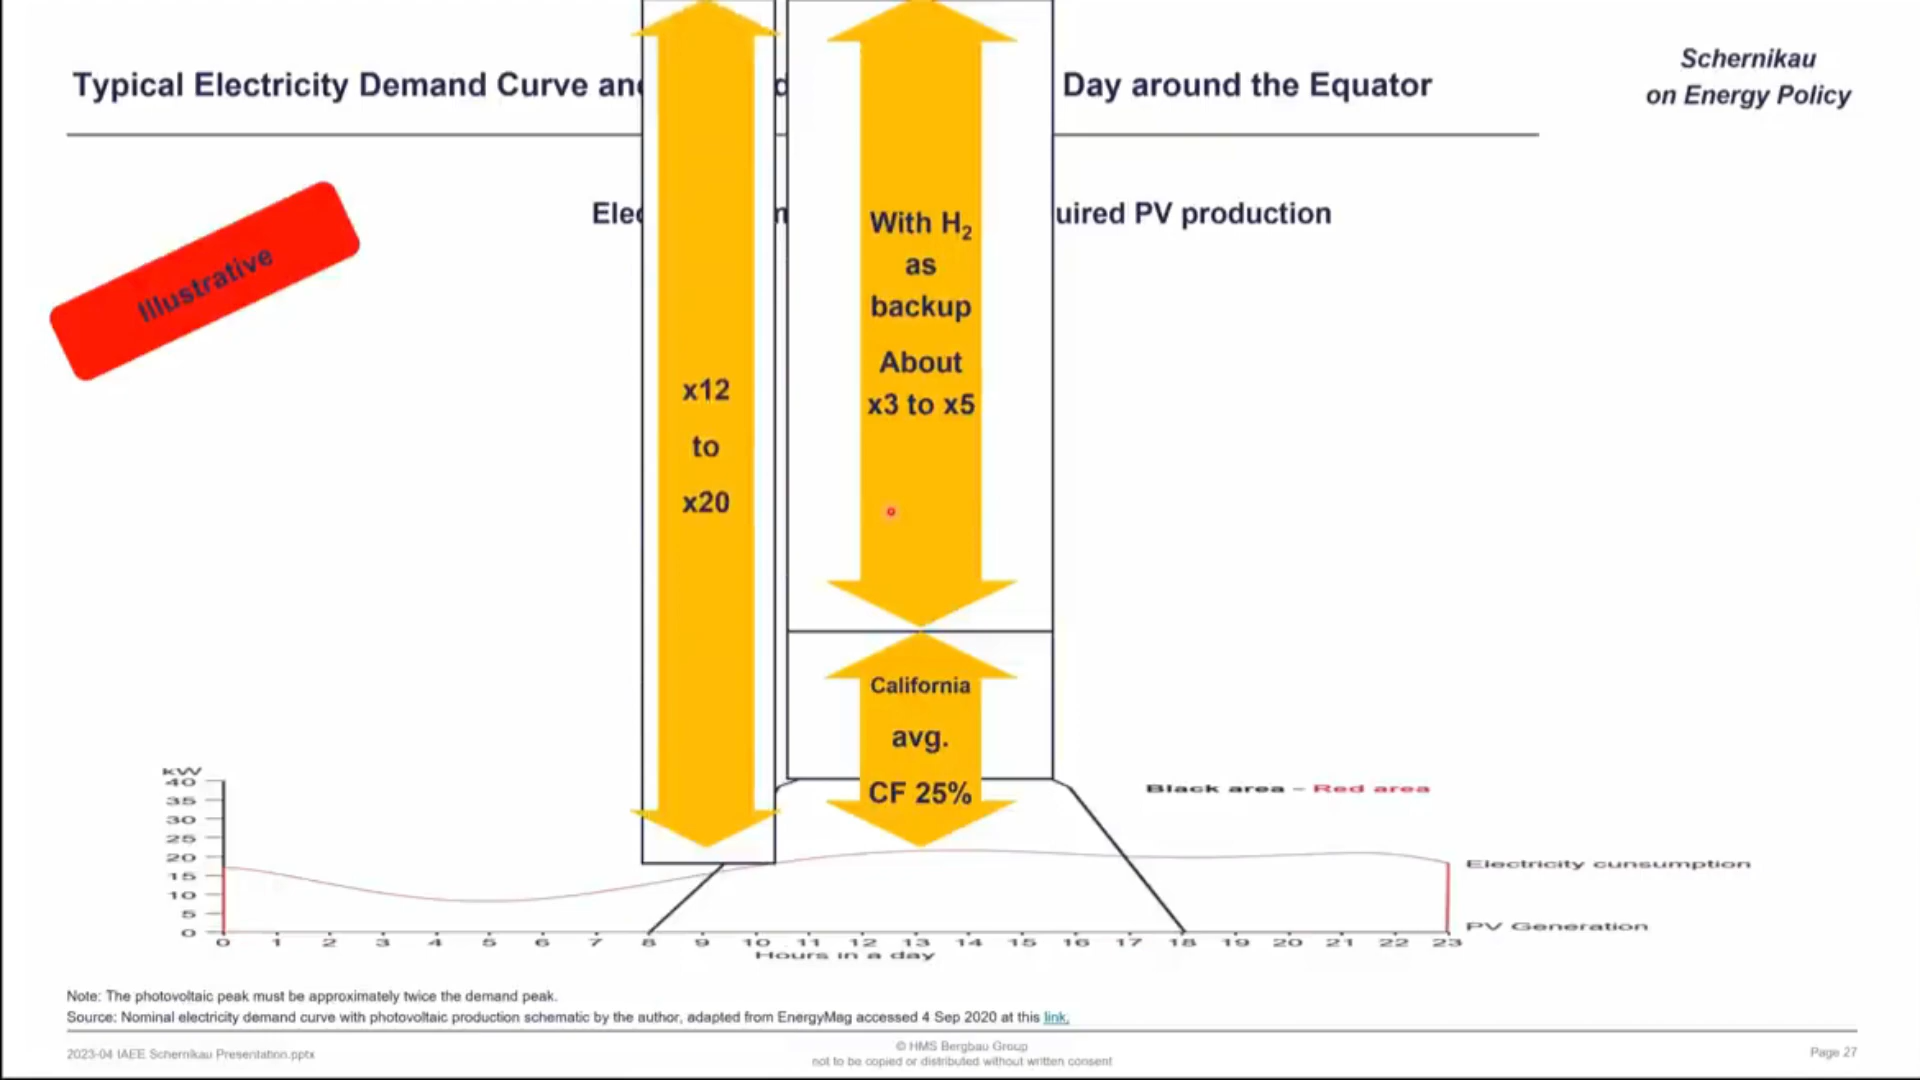 Typical Electricity Demand Curve and Day around the Equator
Schernikau
on Energy Policy
uired PV production
Illustrative
x12
to
x20
With H₂
as
backup
About
x3 to x5
California
avg.
CF 25%
kW
40
35
30
25
20
15
10
5
0
Black area – Red area
Electricity cunsumption
PV Generation
0 1 2 3 4 5 6 7 8 9 10 11 12 13 14 15 16 17 18 19 20 21 22 23
Hours in a day
Note: The photovoltaic peak must be approximately twice the demand peak.
Source: Nominal electricity demand curve with photovoltaic production schematic by the author, adapted from EnergyMag accessed 4 Sep 2020 at this link.
2023-04 IAEE Schernikau Presentation.pptx
© HMS Bergbau Group
not to be copied or distributed without written consent
Page 27